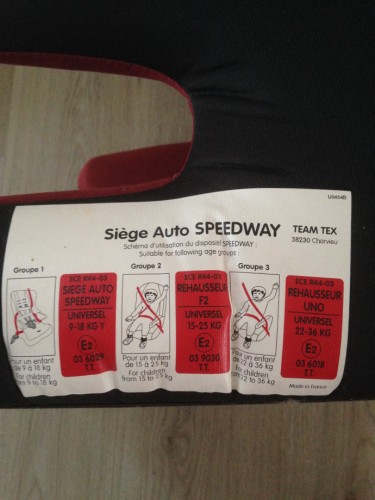 U6404B
Siège Auto SPEEDWAY TEAM TEX
38230 Charvieu
Schéma d'utilisation du dispositif SPEEDWAY :
Suitable for following age groups :
Groupe 1
ECE R44-03
SIEGE AUTO
SPEEDWAY
UNIVERSEL
9-18 KG Y
E2
03 6029
T.T.
Pour un enfant
de 9 à 18 kg
For children
from 9 to 18 kg
Groupe 2
ECE R44-03
REHAUSSEUR
F2
UNIVERSEL
15-25 KG
E2
03 9030
T.T.
Pour un enfant
de 15 à 25 kg
For children
from 15 to 25 kg
Groupe 3
ECE R44-03
REHAUSSEUR
UNO
UNIVERSEL
22-36 KG
E2
03 6018
T.T.
Pour un enfant
de 22 à 36 kg
For children
from 22 to 36 kg
Made in France